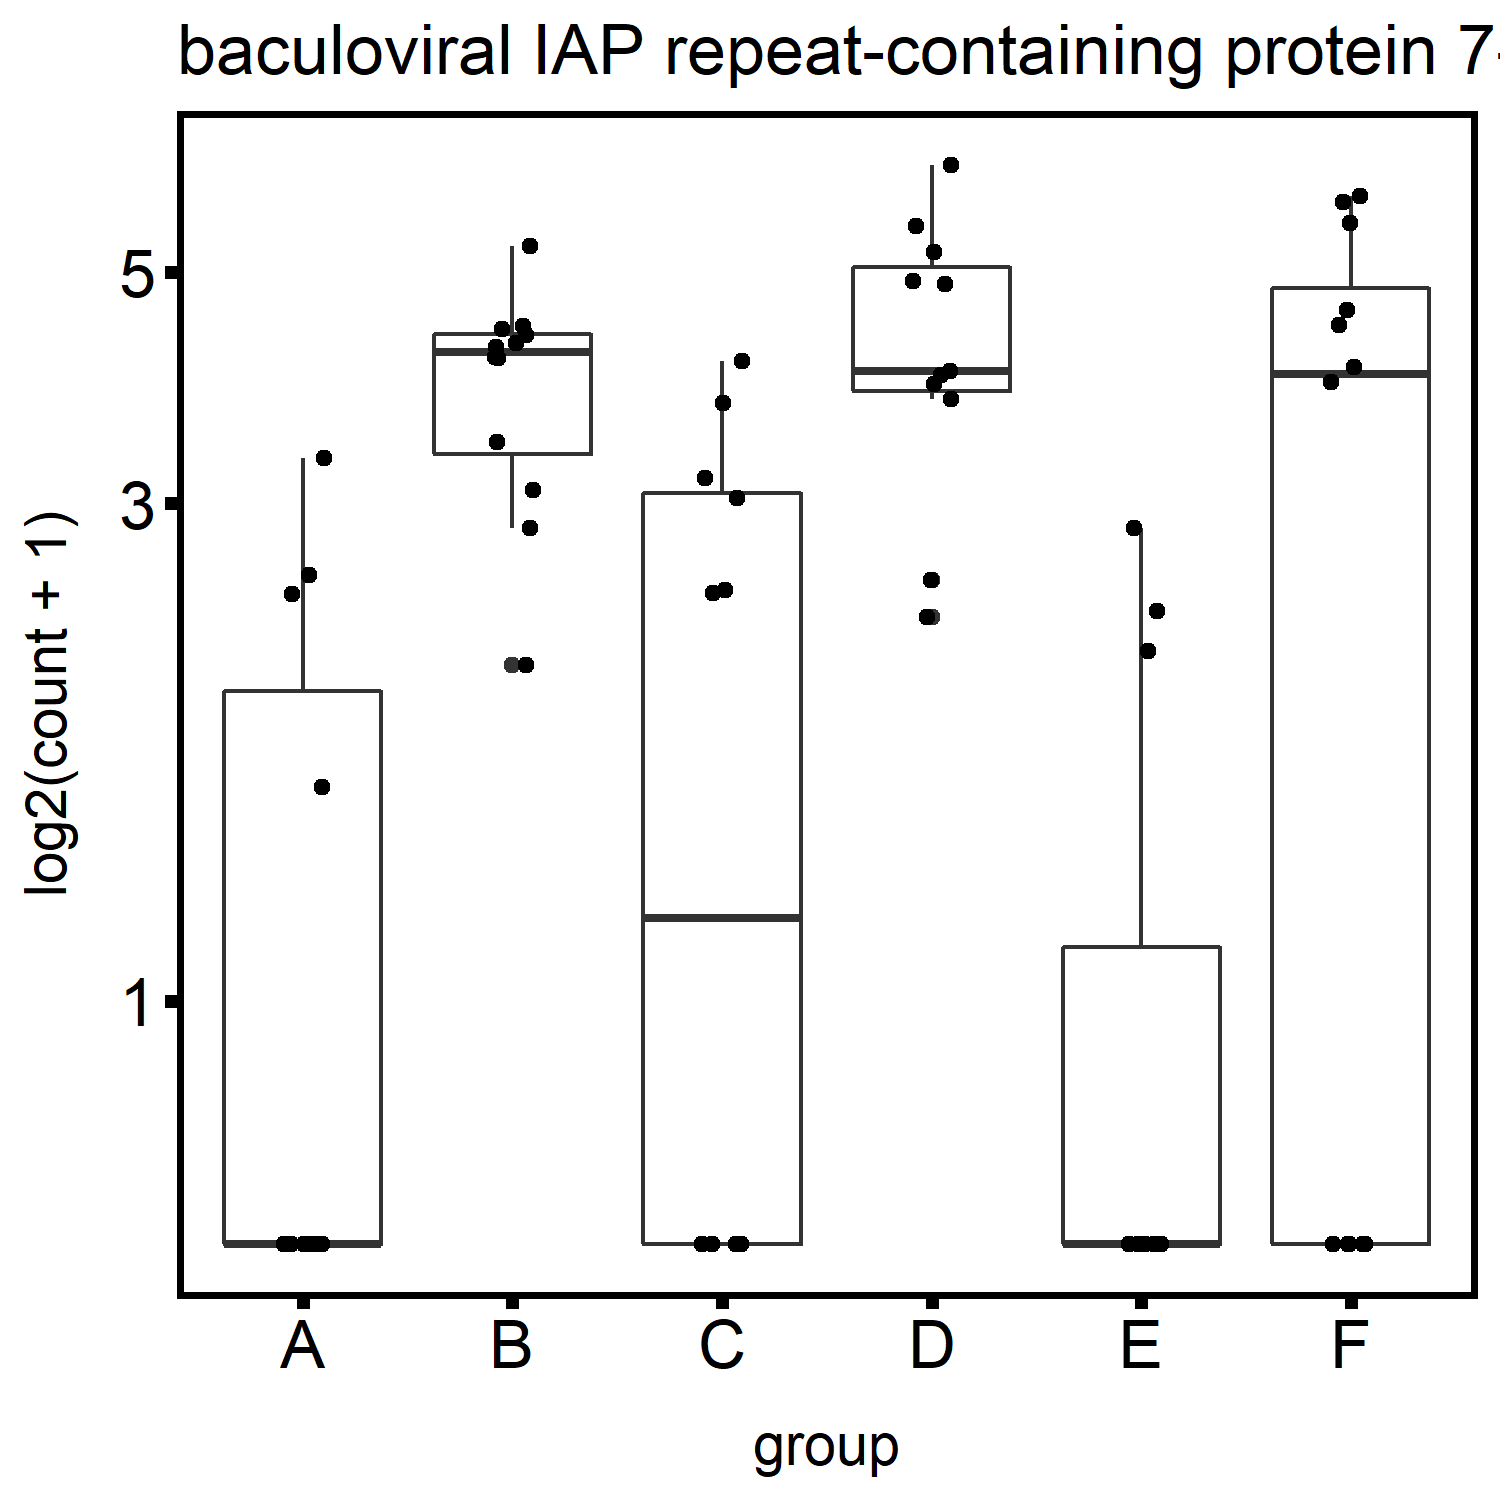 baculoviral IAP repeat-containing protein 7-
5
3
1
log2(count + 1)
A B C D E F
group